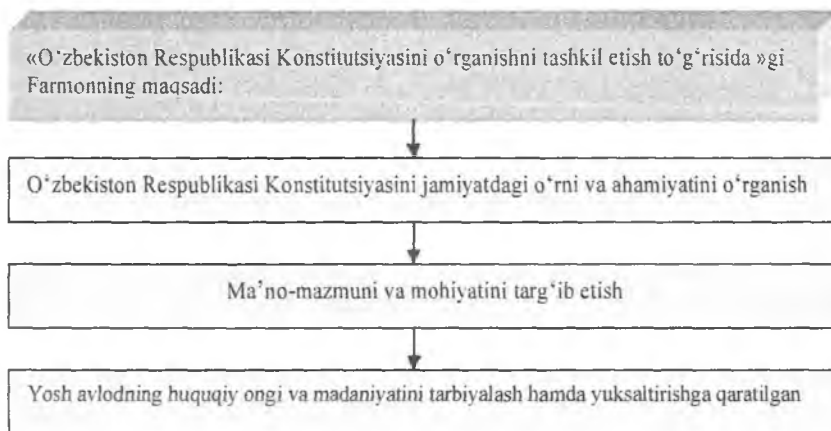 «O‘zbekiston Respublikasi Konstitutsiyasini o‘rganishni tashkil etish to‘g‘risida »gi
Farmonning maqsadi:
O‘zbekiston Respublikasi Konstitutsiyasini jamiyatdagi o‘rni va ahamiyatini o‘rganish
Ma’no-mazmuni va mohiyatini targ‘ib etish
Yosh avlodning huquqiy ongi va madaniyatini tarbiyalash hamda yuksaltirishga qaratilgan